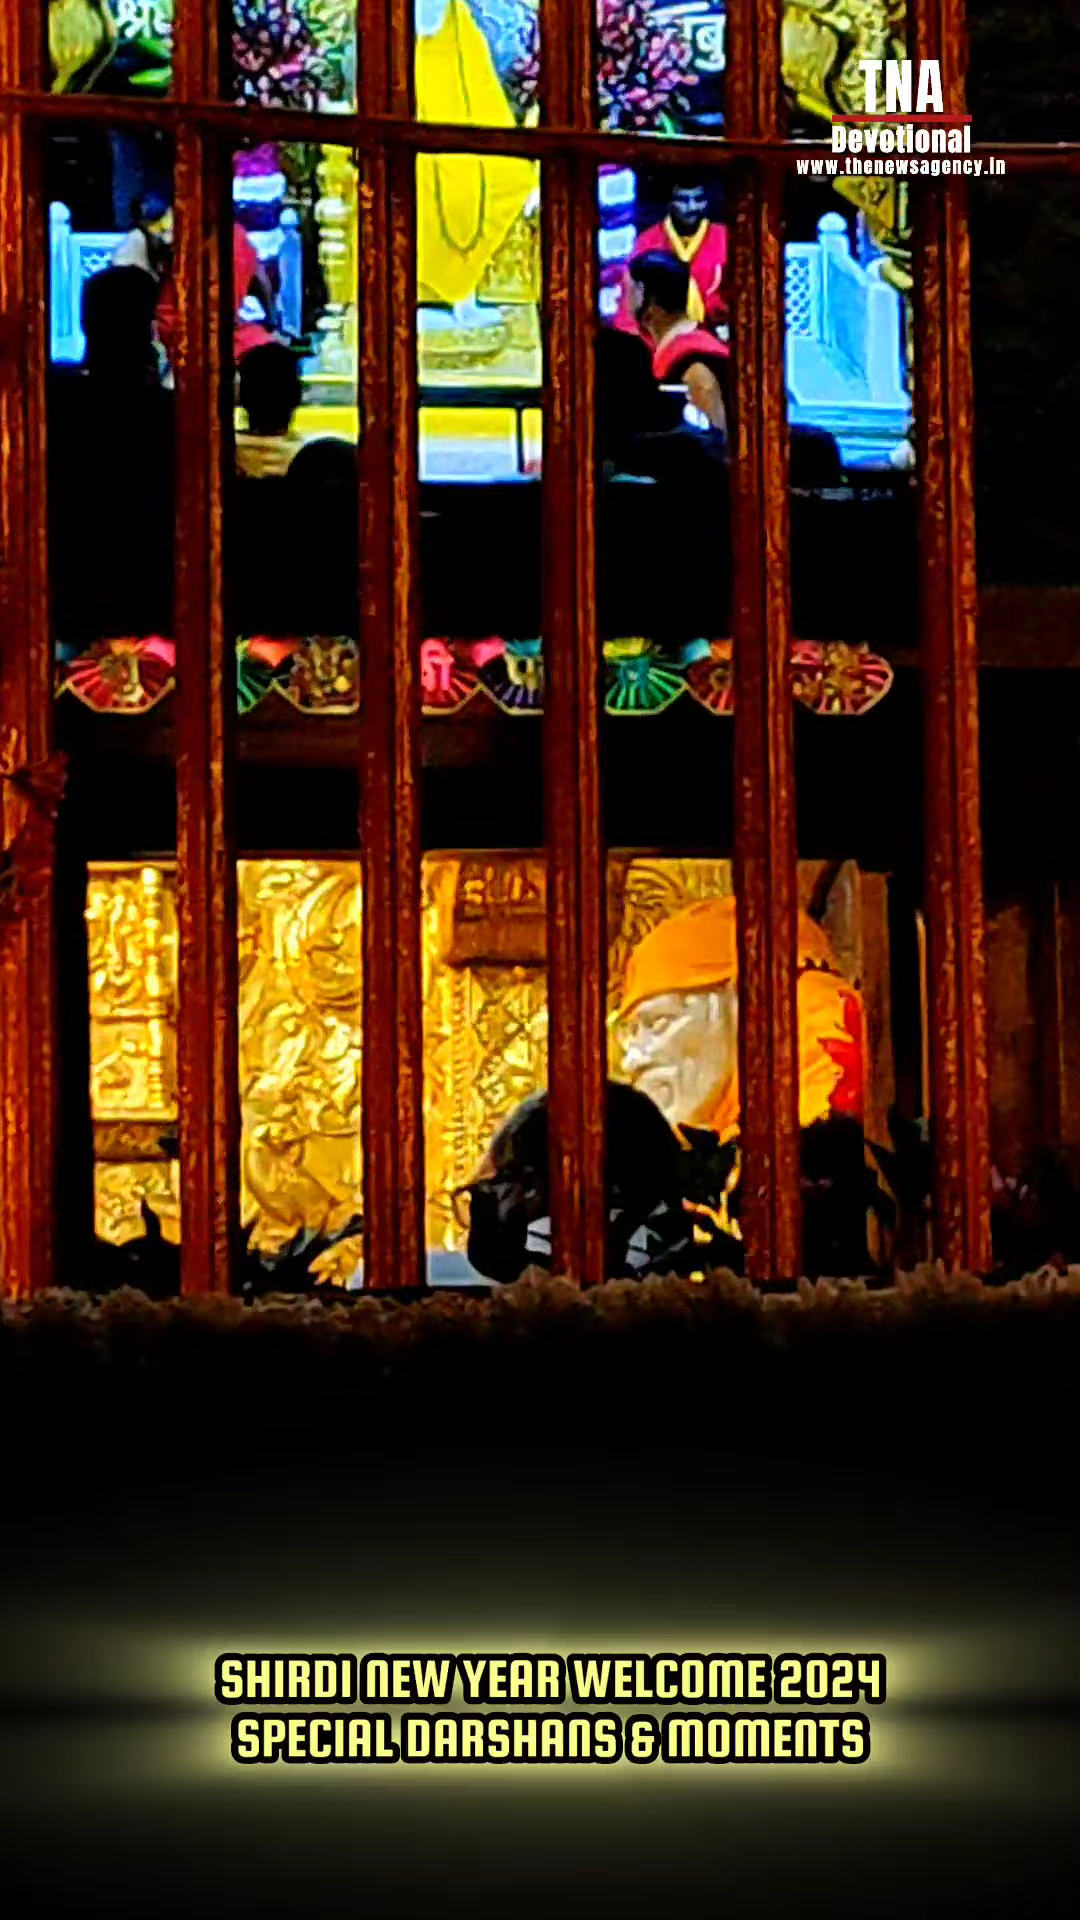 TNA
Devotional
www.thenewsagency.in
SHIRDI NEW YEAR WELCOME 2024
SPECIAL DARSHANS & MOMENTS